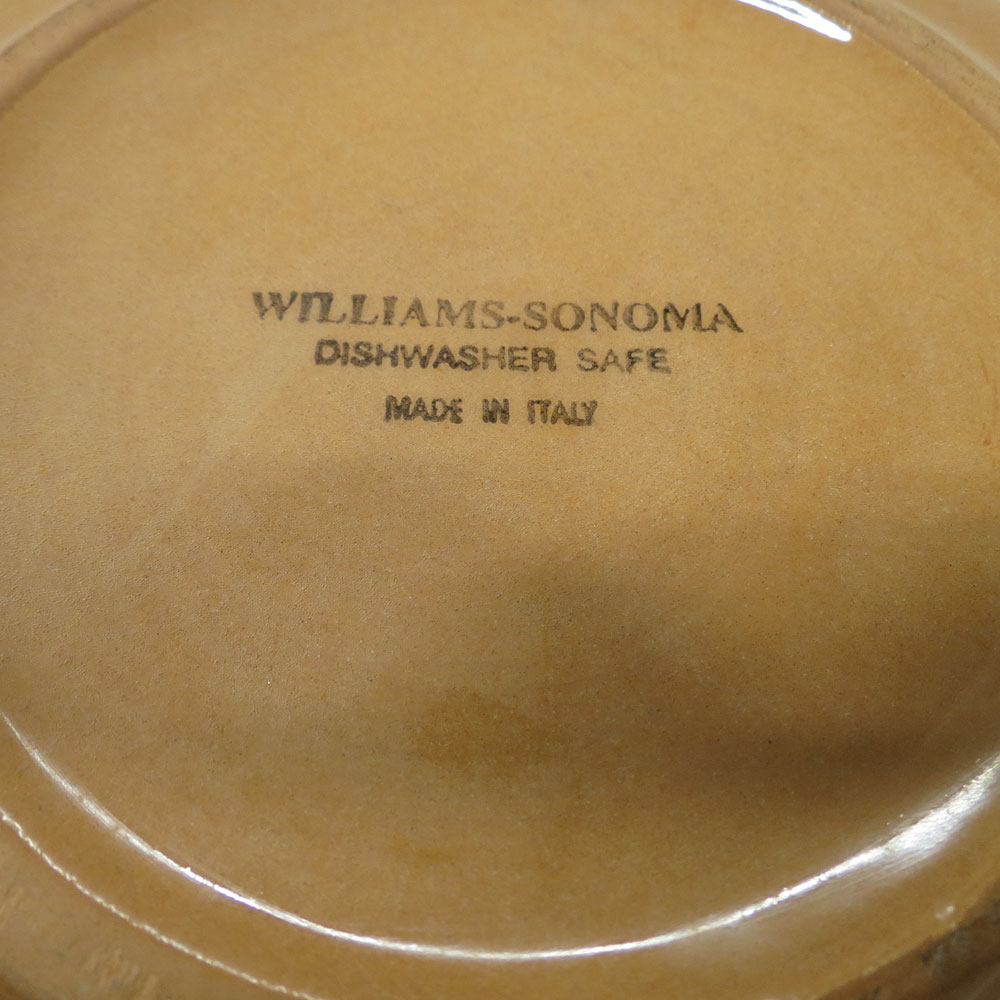 WILLIAMS-SONOMA
DISHWASHER SAFE
MADE IN ITALY